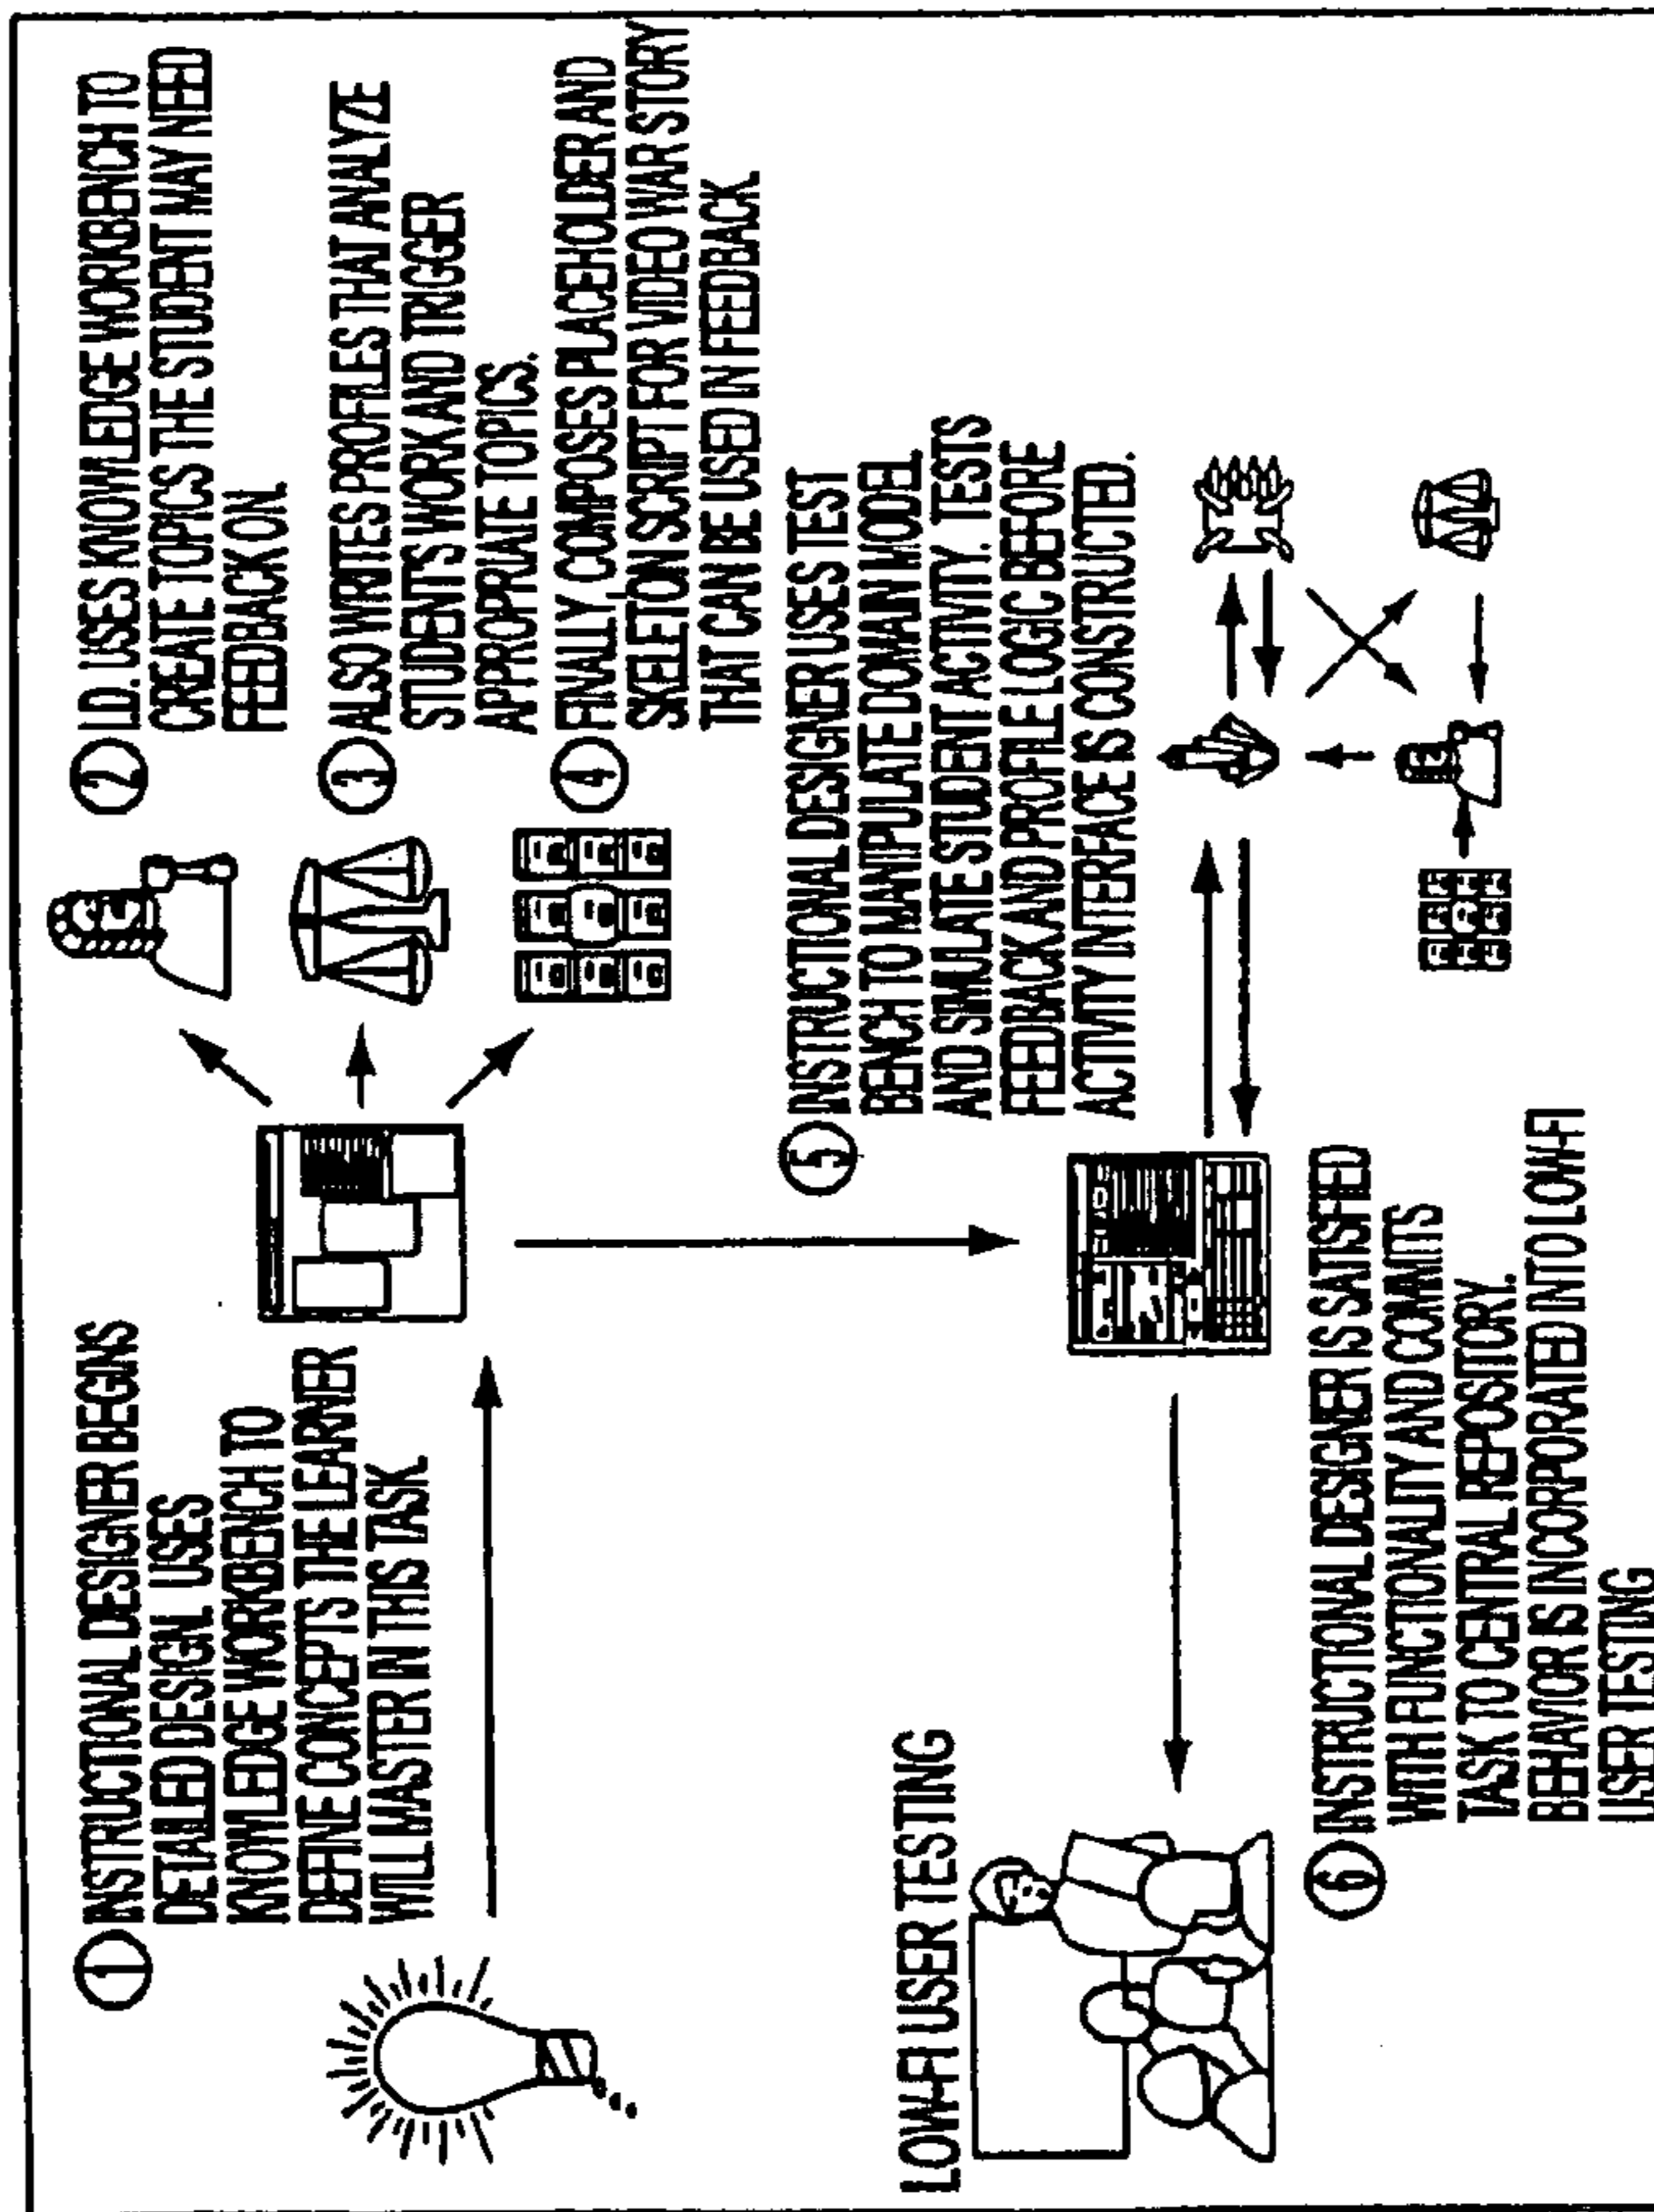 ① INSTRUCTIONAL DESIGNER BEGINS
DETAILED DESIGN. USES
KNOWLEDGE WORKBENCH TO
DEFINE CONCEPTS THE LEARNER
WILL MASTER IN THIS TASK.
② I.D. USES KNOWLEDGE WORKBENCH TO
CREATE TOPICS THE STUDENT MAY NEED
FEEDBACK ON.
③ ALSO WRITES PROFILES THAT ANALYZE
STUDENTS WORK AND TRIGGER
APPROPRIATE TOPICS.
④ FINALLY, COMPOSES PLACEHOLDER AND
SKELETON SCRIPT FOR VIDEO WAR STORY
THAT CAN BE USED IN FEEDBACK.
⑤ INSTRUCTIONAL DESIGNER USES TEST
BENCH TO MANIPULATE DOMAIN MODEL
AND SIMULATE STUDENT ACTIVITY. TESTS
FEEDBACK AND PROFILE LOGIC BEFORE
ACTIVITY INTERFACE IS CONSTRUCTED.
LOW-FI USER TESTING
⑥ INSTRUCTIONAL DESIGNER IS SATISFIED
WITH FUNCTIONALITY AND COMMITS
TASK TO CENTRAL REPOSITORY.
BEHAVIOR IS INCORPORATED INTO LOW-FI
USER TESTING